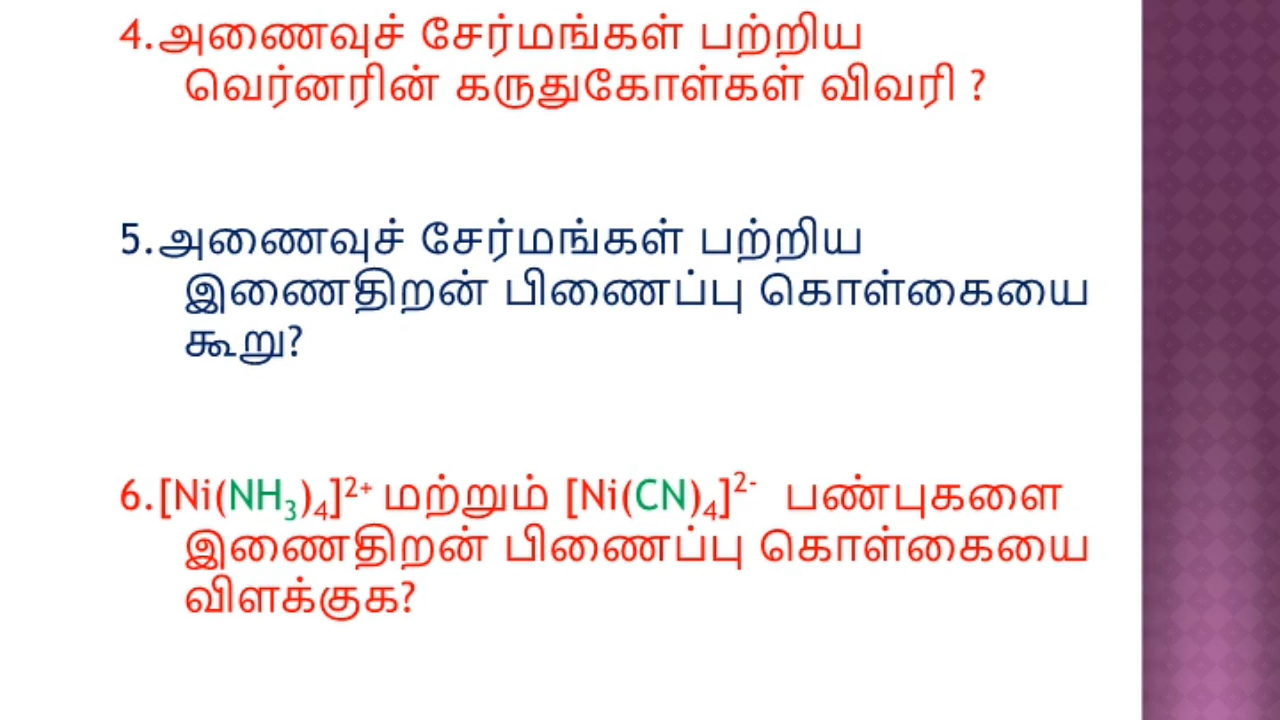 4.அணைவுச் சேர்மங்கள் பற்றிய
வெர்னரின் கருதுகோள்கள் விவரி ?
5.அணைவுச் சேர்மங்கள் பற்றிய
இணைதிறன் பிணைப்பு கொள்கையை
கூறு?
6.[Ni(NH₃)₄]²⁺ மற்றும் [Ni(CN)₄]²⁻ பண்புகளை
இணைதிறன் பிணைப்பு கொள்கையை
விளக்குக?